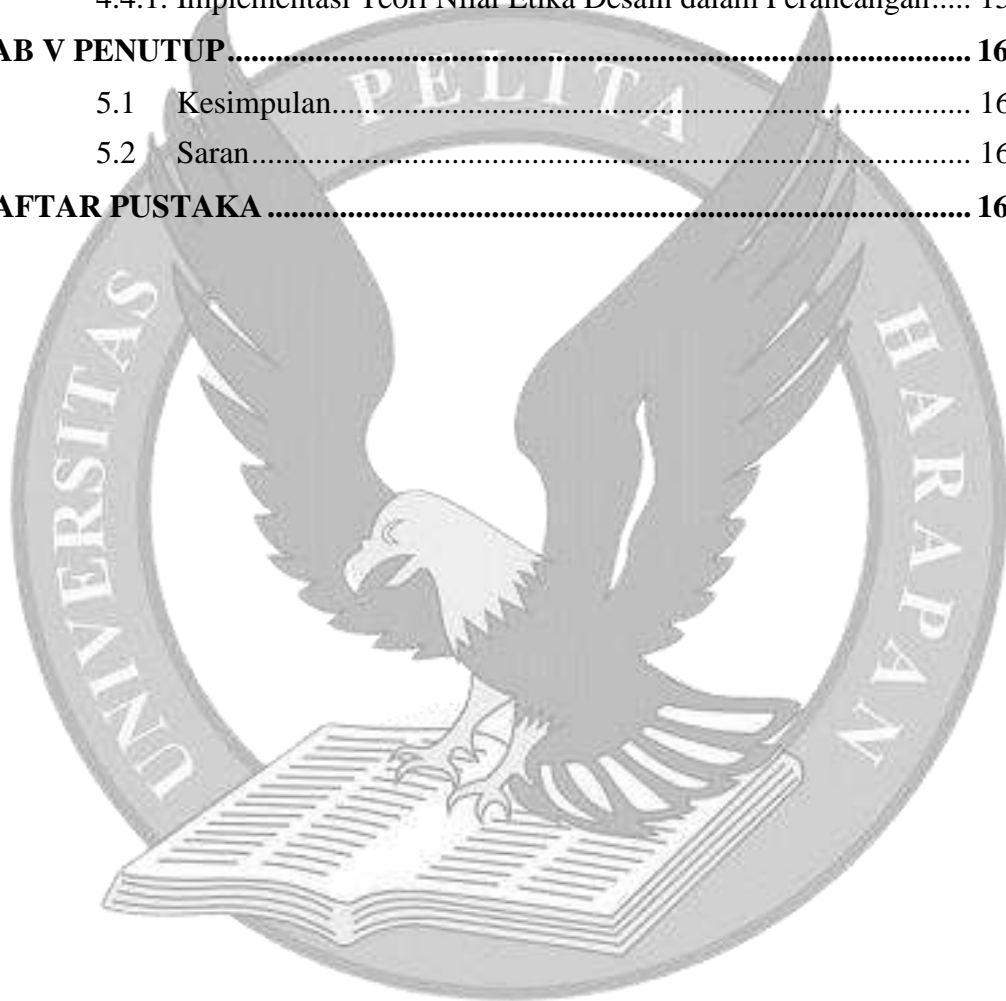 4.4.1. Implementasi Teori Nilai Etika Desain dalam Perancangan.....
AB V PENUTUP .......................................................................................... 16
5.1 Kesimpulan.............................................................................. 16
5.2 Saran........................................................................................ 16
AFTAR PUSTAKA ..................................................................................... 16
UNIVERSITAS PELITA HARAPAN